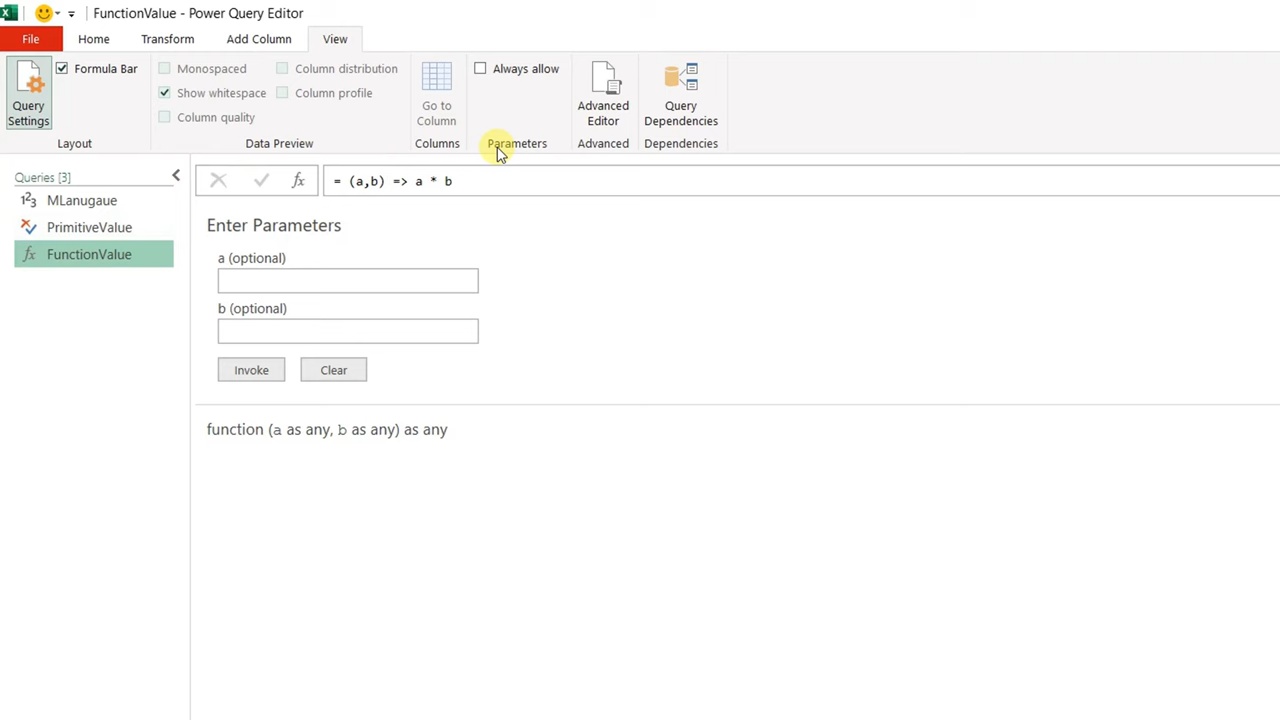 FunctionValue - Power Query Editor
File Home Transform Add Column View
Query Settings
Formula Bar
Layout
Monospaced
Show whitespace
Column quality
Column distribution
Column profile
Data Preview
Go to Column
Columns
Always allow
Parameters
Advanced Editor
Advanced
Query Dependencies
Dependencies
Queries [3]
123 MLanugaue
PrimitiveValue
fx FunctionValue
fx = (a,b) => a * b
Enter Parameters
a (optional)
b (optional)
Invoke Clear
function (a as any, b as any) as any